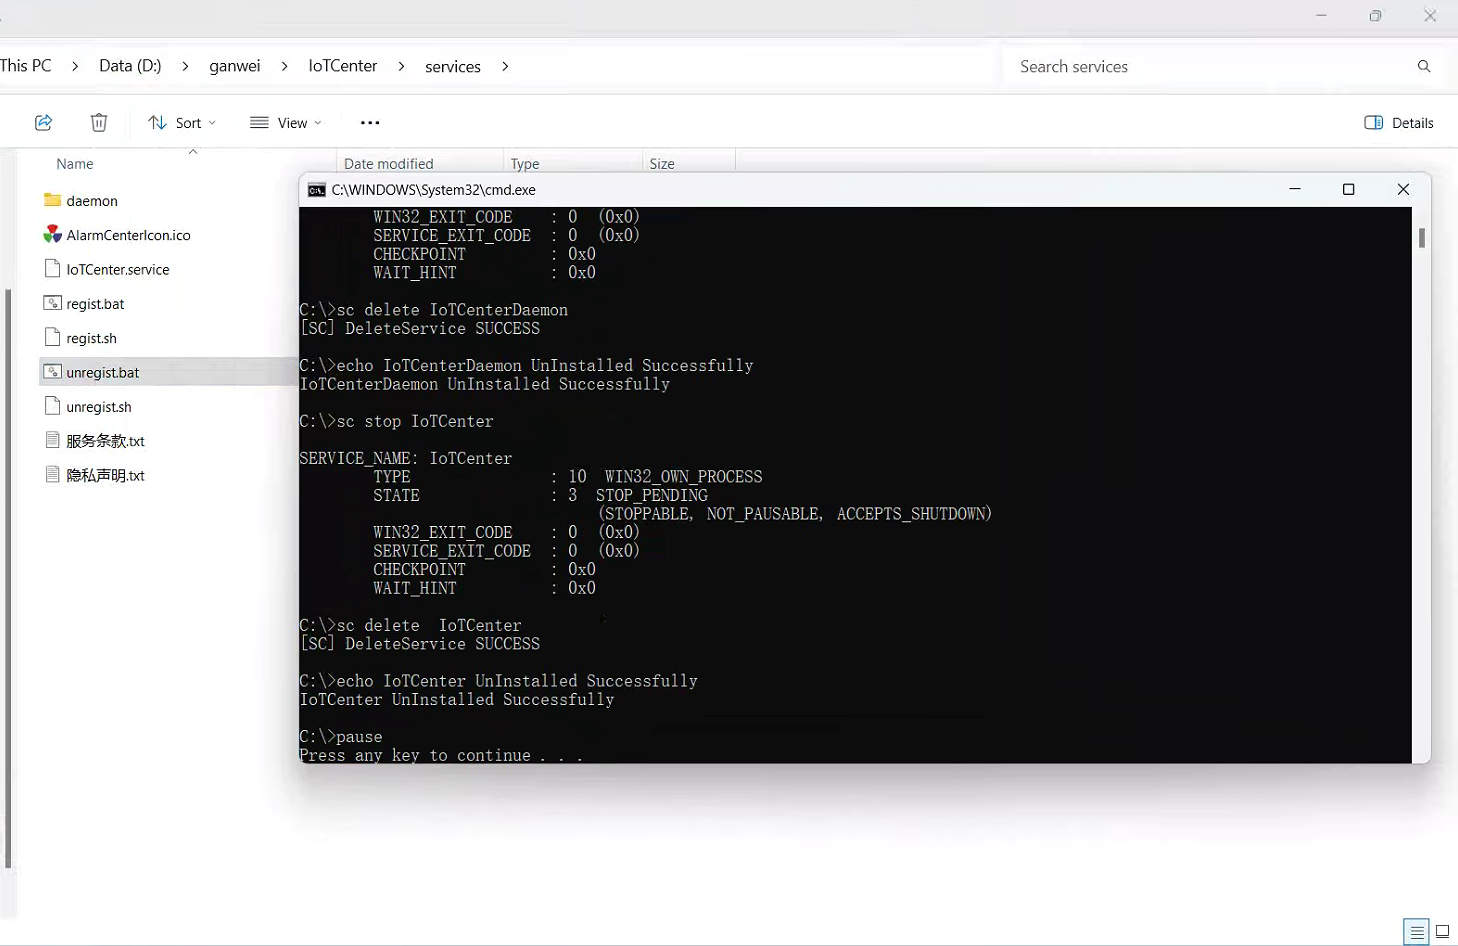 This PC > Data (D:) > ganwei > IoTCenter > services >
Search services
Sort
View
Details
Name
Date modified
Type
Size
daemon
AlarmCenterIcon.ico
IoTCenter.service
regist.bat
regist.sh
unregist.bat
unregist.sh
服务条款.txt
隐私声明.txt
C:\WINDOWS\System32\cmd.exe
WIN32_EXIT_CODE : 0 (0x0)
SERVICE_EXIT_CODE : 0 (0x0)
CHECKPOINT : 0x0
WAIT_HINT : 0x0
C:\>sc delete IoTCenterDaemon
[SC] DeleteService SUCCESS
C:\>echo IoTCenterDaemon UnInstalled Successfully
IoTCenterDaemon UnInstalled Successfully
C:\>sc stop IoTCenter
SERVICE_NAME: IoTCenter
TYPE : 10 WIN32_OWN_PROCESS
STATE : 3 STOP_PENDING
(STOPPABLE, NOT_PAUSABLE, ACCEPTS_SHUTDOWN)
WIN32_EXIT_CODE : 0 (0x0)
SERVICE_EXIT_CODE : 0 (0x0)
CHECKPOINT : 0x0
WAIT_HINT : 0x0
C:\>sc delete  IoTCenter
[SC] DeleteService SUCCESS
C:\>echo IoTCenter UnInstalled Successfully
IoTCenter UnInstalled Successfully
C:\>pause
Press any key to continue . . .